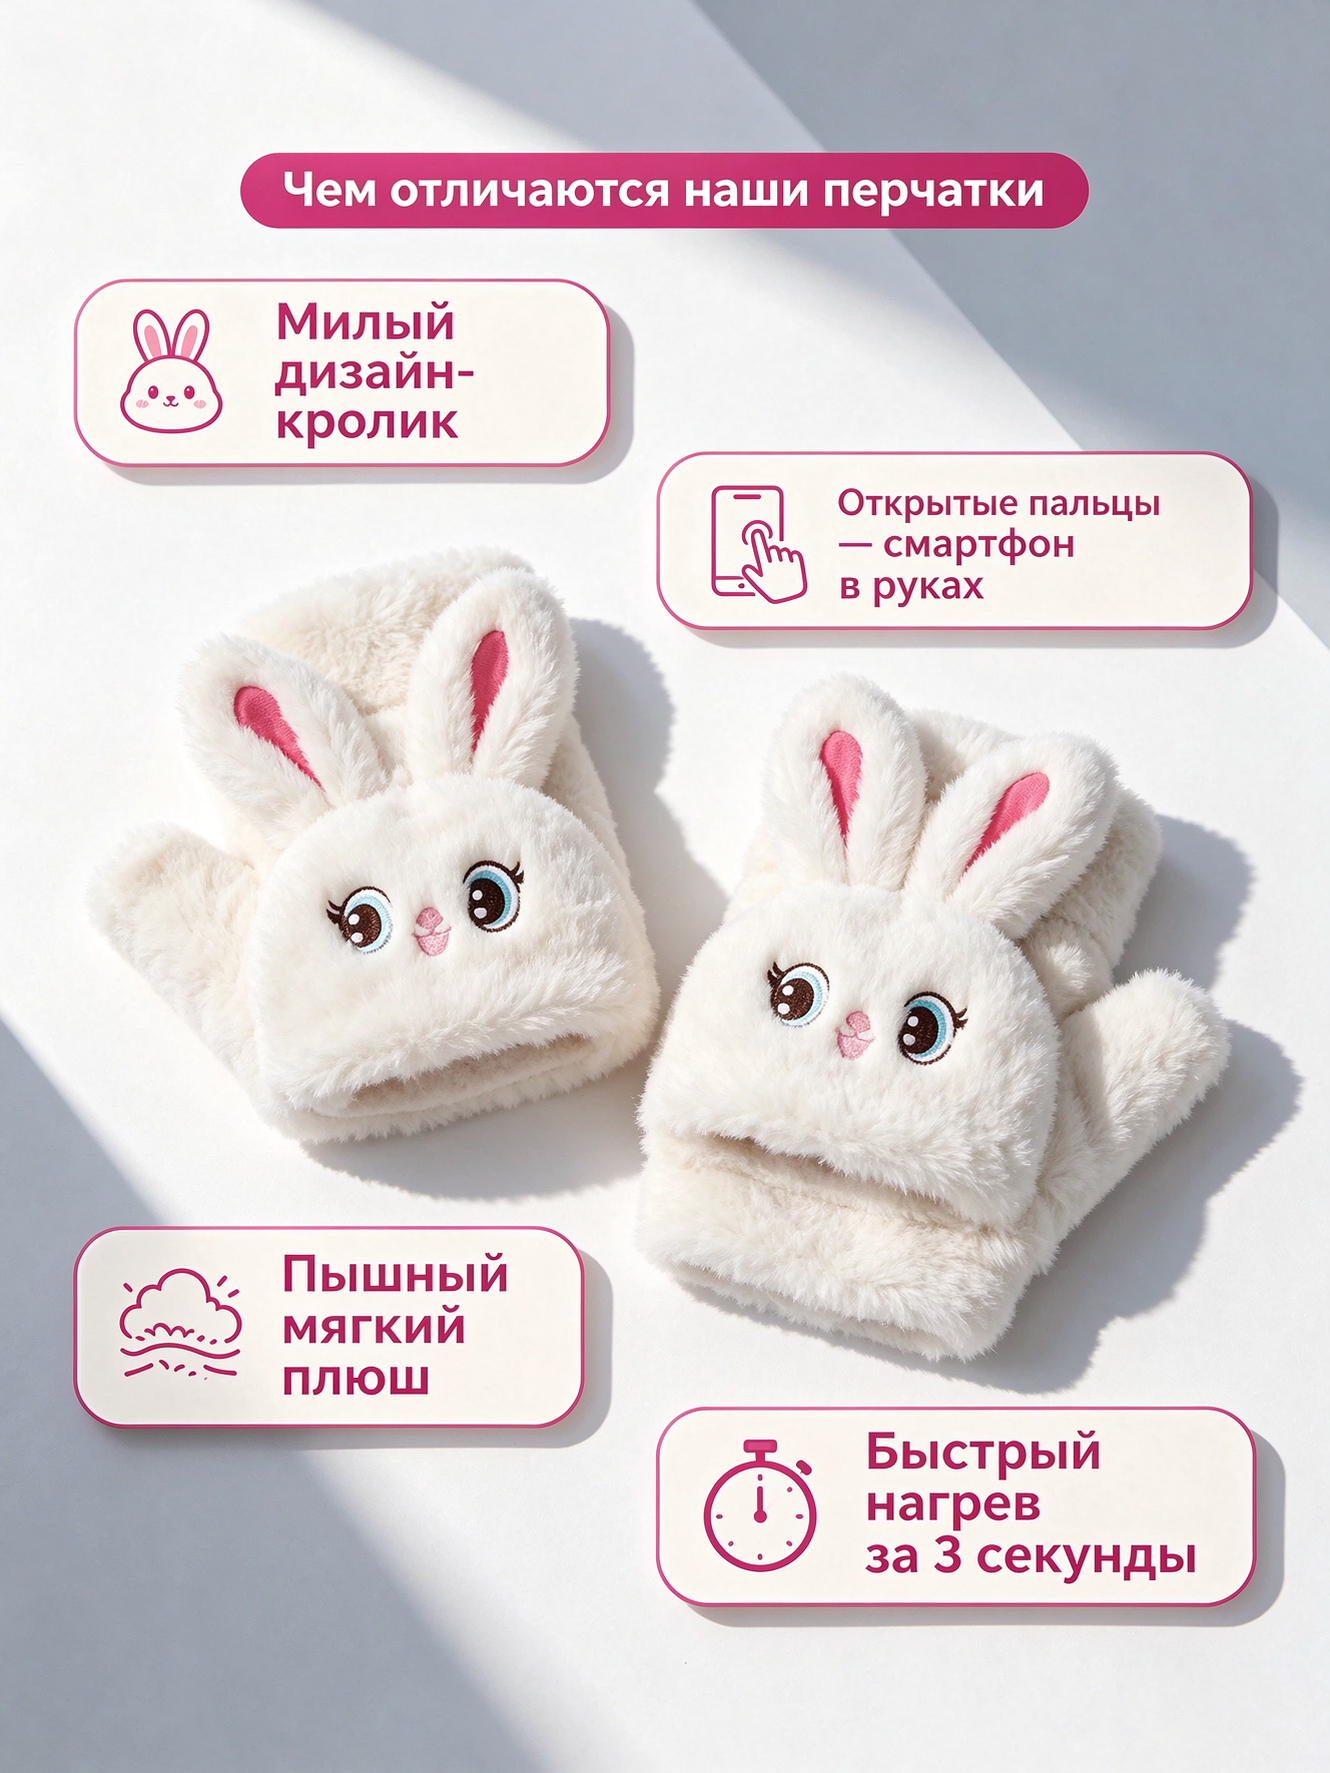 Чем отличаются наши перчатки
Милый
дизайн-
кролик
Открытые пальцы
— смартфон
в руках
Пышный
мягкий
плюш
Быстрый
нагрев
за 3 секунды